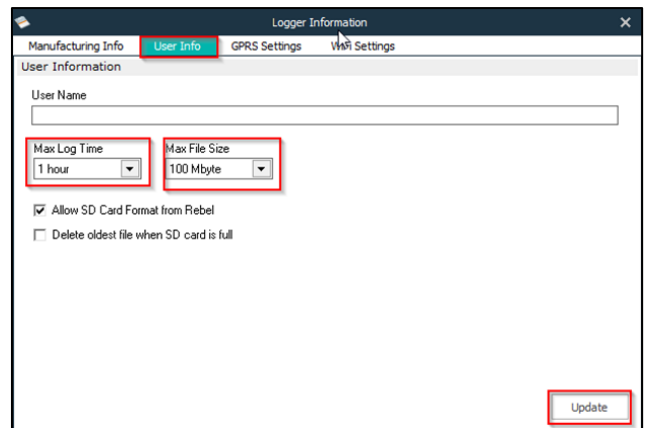 Logger Information
Manufacturing Info User Info GPRS Settings WiFi Settings
User Information
User Name
Max Log Time Max File Size
1 hour 100 Mbyte
Allow SD Card Format from Rebel
Delete oldest file when SD card is full
Update